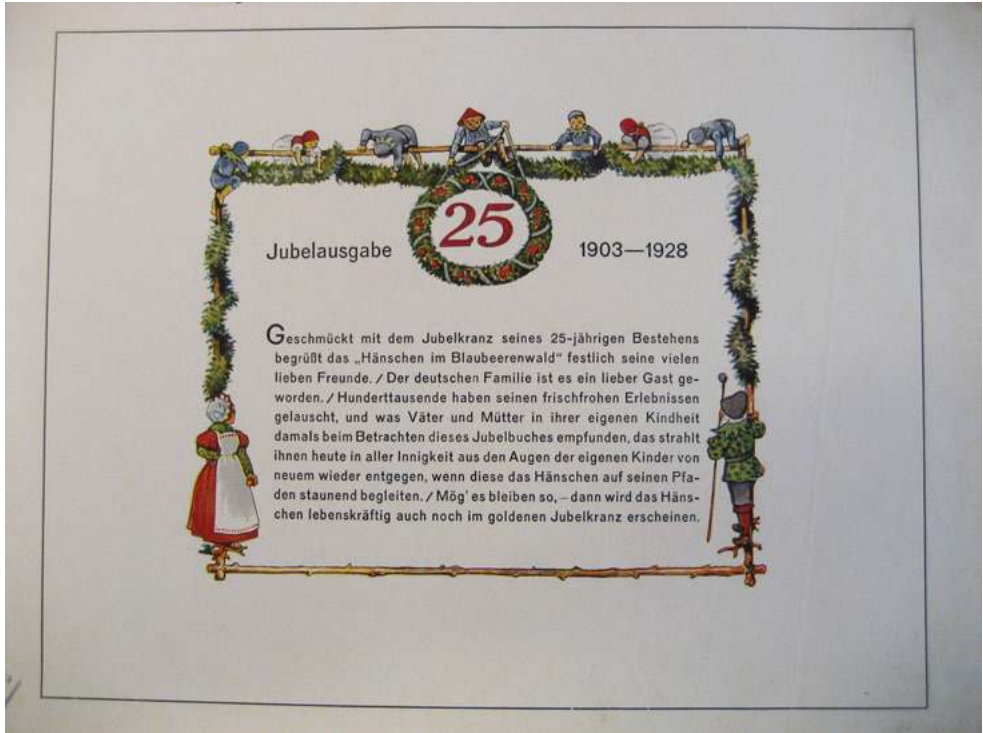 25
Jubelausgabe 1903—1928
Geschmückt mit dem Jubelkranz seines 25-jährigen Bestehens
begrüßt das „Hänschen im Blaubeerenwald“ festlich seine vielen
lieben Freunde. / Der deutschen Familie ist es ein lieber Gast ge-
worden. / Hunderttausende haben seinen frischfrohen Erlebnissen
gelauscht, und was Väter und Mütter in ihrer eigenen Kindheit
damals beim Betrachten dieses Jubelbuches empfunden, das strahlt
ihnen heute in aller Innigkeit aus den Augen der eigenen Kinder von
neuem wieder entgegen, wenn diese das Hänschen auf seinen Pfa-
den staunend begleiten. / Mög' es bleiben so, – dann wird das Häns-
chen lebenskräftig auch noch im goldenen Jubelkranz erscheinen.